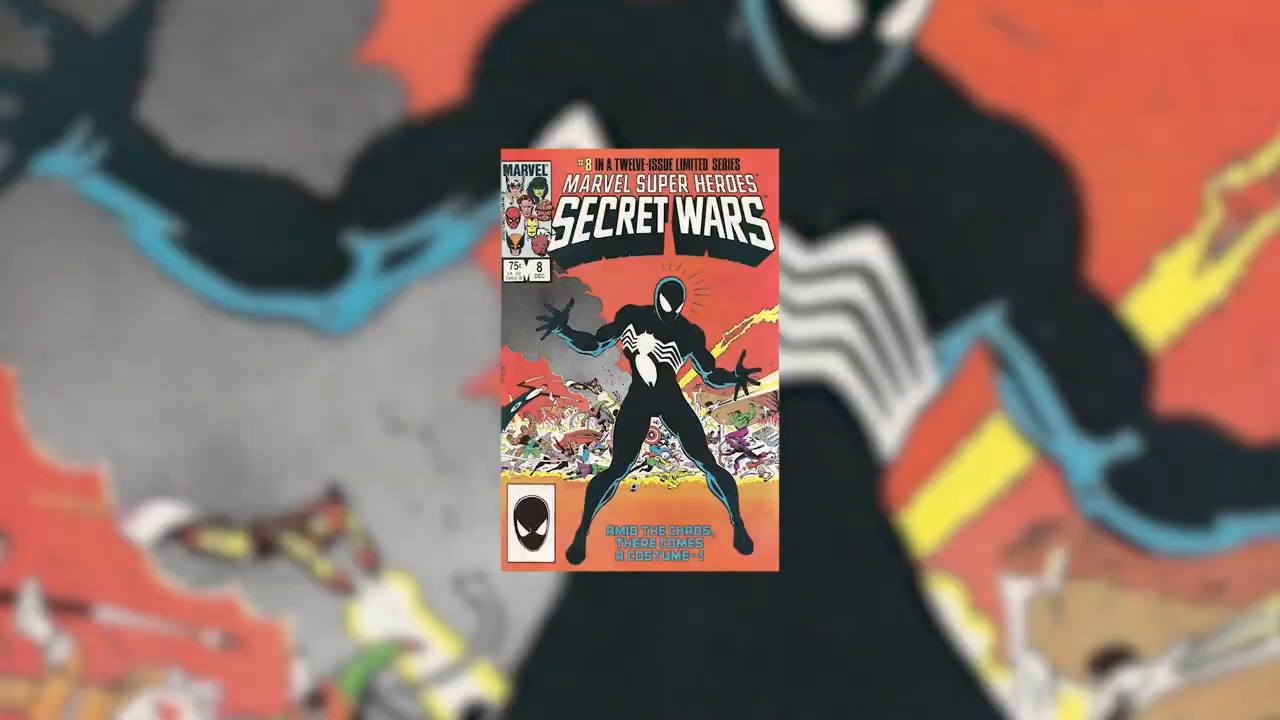 #8 IN A TWELVE-ISSUE LIMITED SERIES
MARVEL
MARVEL SUPER HEROES
SECRET WARS
75¢
8
DEC
AMID THE CHAOS,
THERE COMES
A COSTUME--!